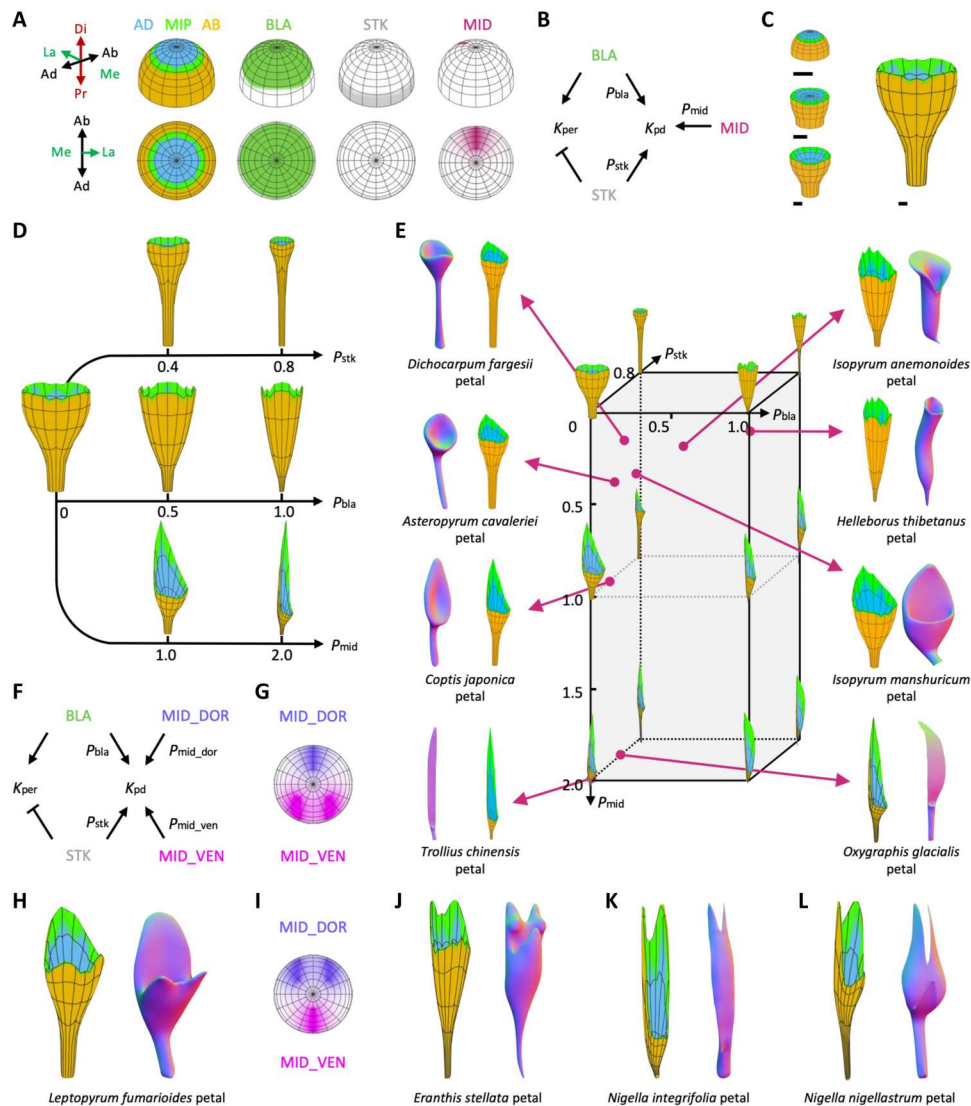 A
AD MIP AB
BLA
STK
MID
Di
La
Ab
Ad
Me
Pr
Ab
Me
La
Ad
B
BLA
Pbla
Pmid
Kper
Kpd
MID
Pstk
STK
C
D
0.4
0.8
Pstk
0
0.5
1.0
Pbla
1.0
2.0
Pmid
E
Dichocarpum fargesii
petal
Asteropyrum cavaleriei
petal
Coptis japonica
petal
Trollius chinensis
petal
Pstk
0.8
0
0.5
1.0
Pbla
0.5
1.0
1.5
2.0
Pmid
Isopyrum anemonoides
petal
Helleborus thibetanus
petal
Isopyrum manshuricum
petal
Oxygraphis glacialis
petal
F
BLA
MID_DOR
Pbla
Pmid_dor
Kper
Kpd
Pstk
Pmid_ven
STK
MID_VEN
G
MID_DOR
MID_VEN
H
Leptopyrum fumarioides petal
I
MID_DOR
MID_VEN
J
Eranthis stellata petal
K
Nigella integrifolia petal
L
Nigella nigellastrum petal